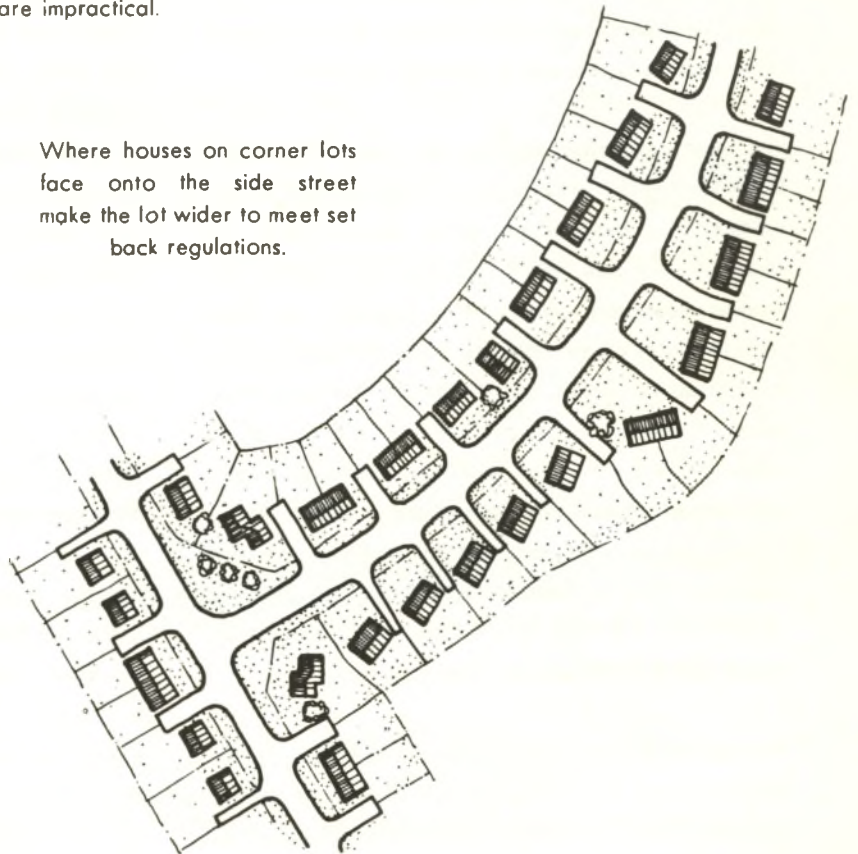 are impractical.
Where houses on corner lots
face onto the side street
make the lot wider to meet set
back regulations.